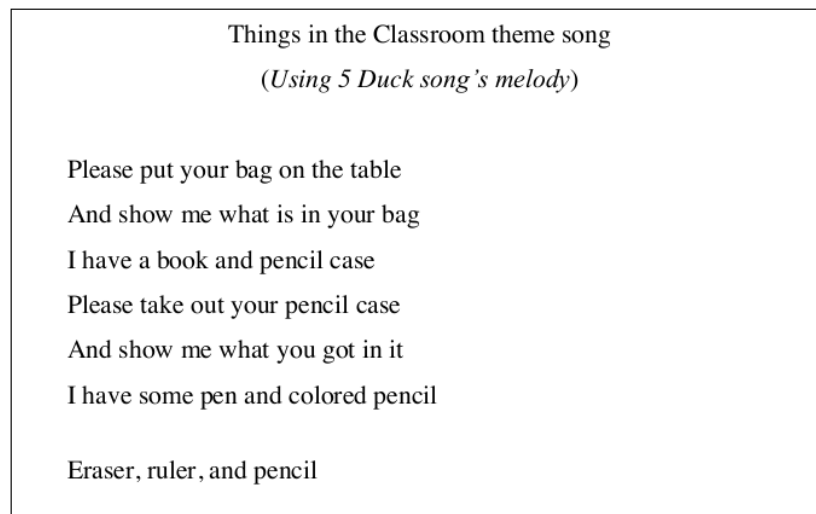 Things in the Classroom theme song
(Using 5 Duck song's melody)
Please put your bag on the table
And show me what is in your bag
I have a book and pencil case
Please take out your pencil case
And show me what you got in it
I have some pen and colored pencil
Eraser, ruler, and pencil